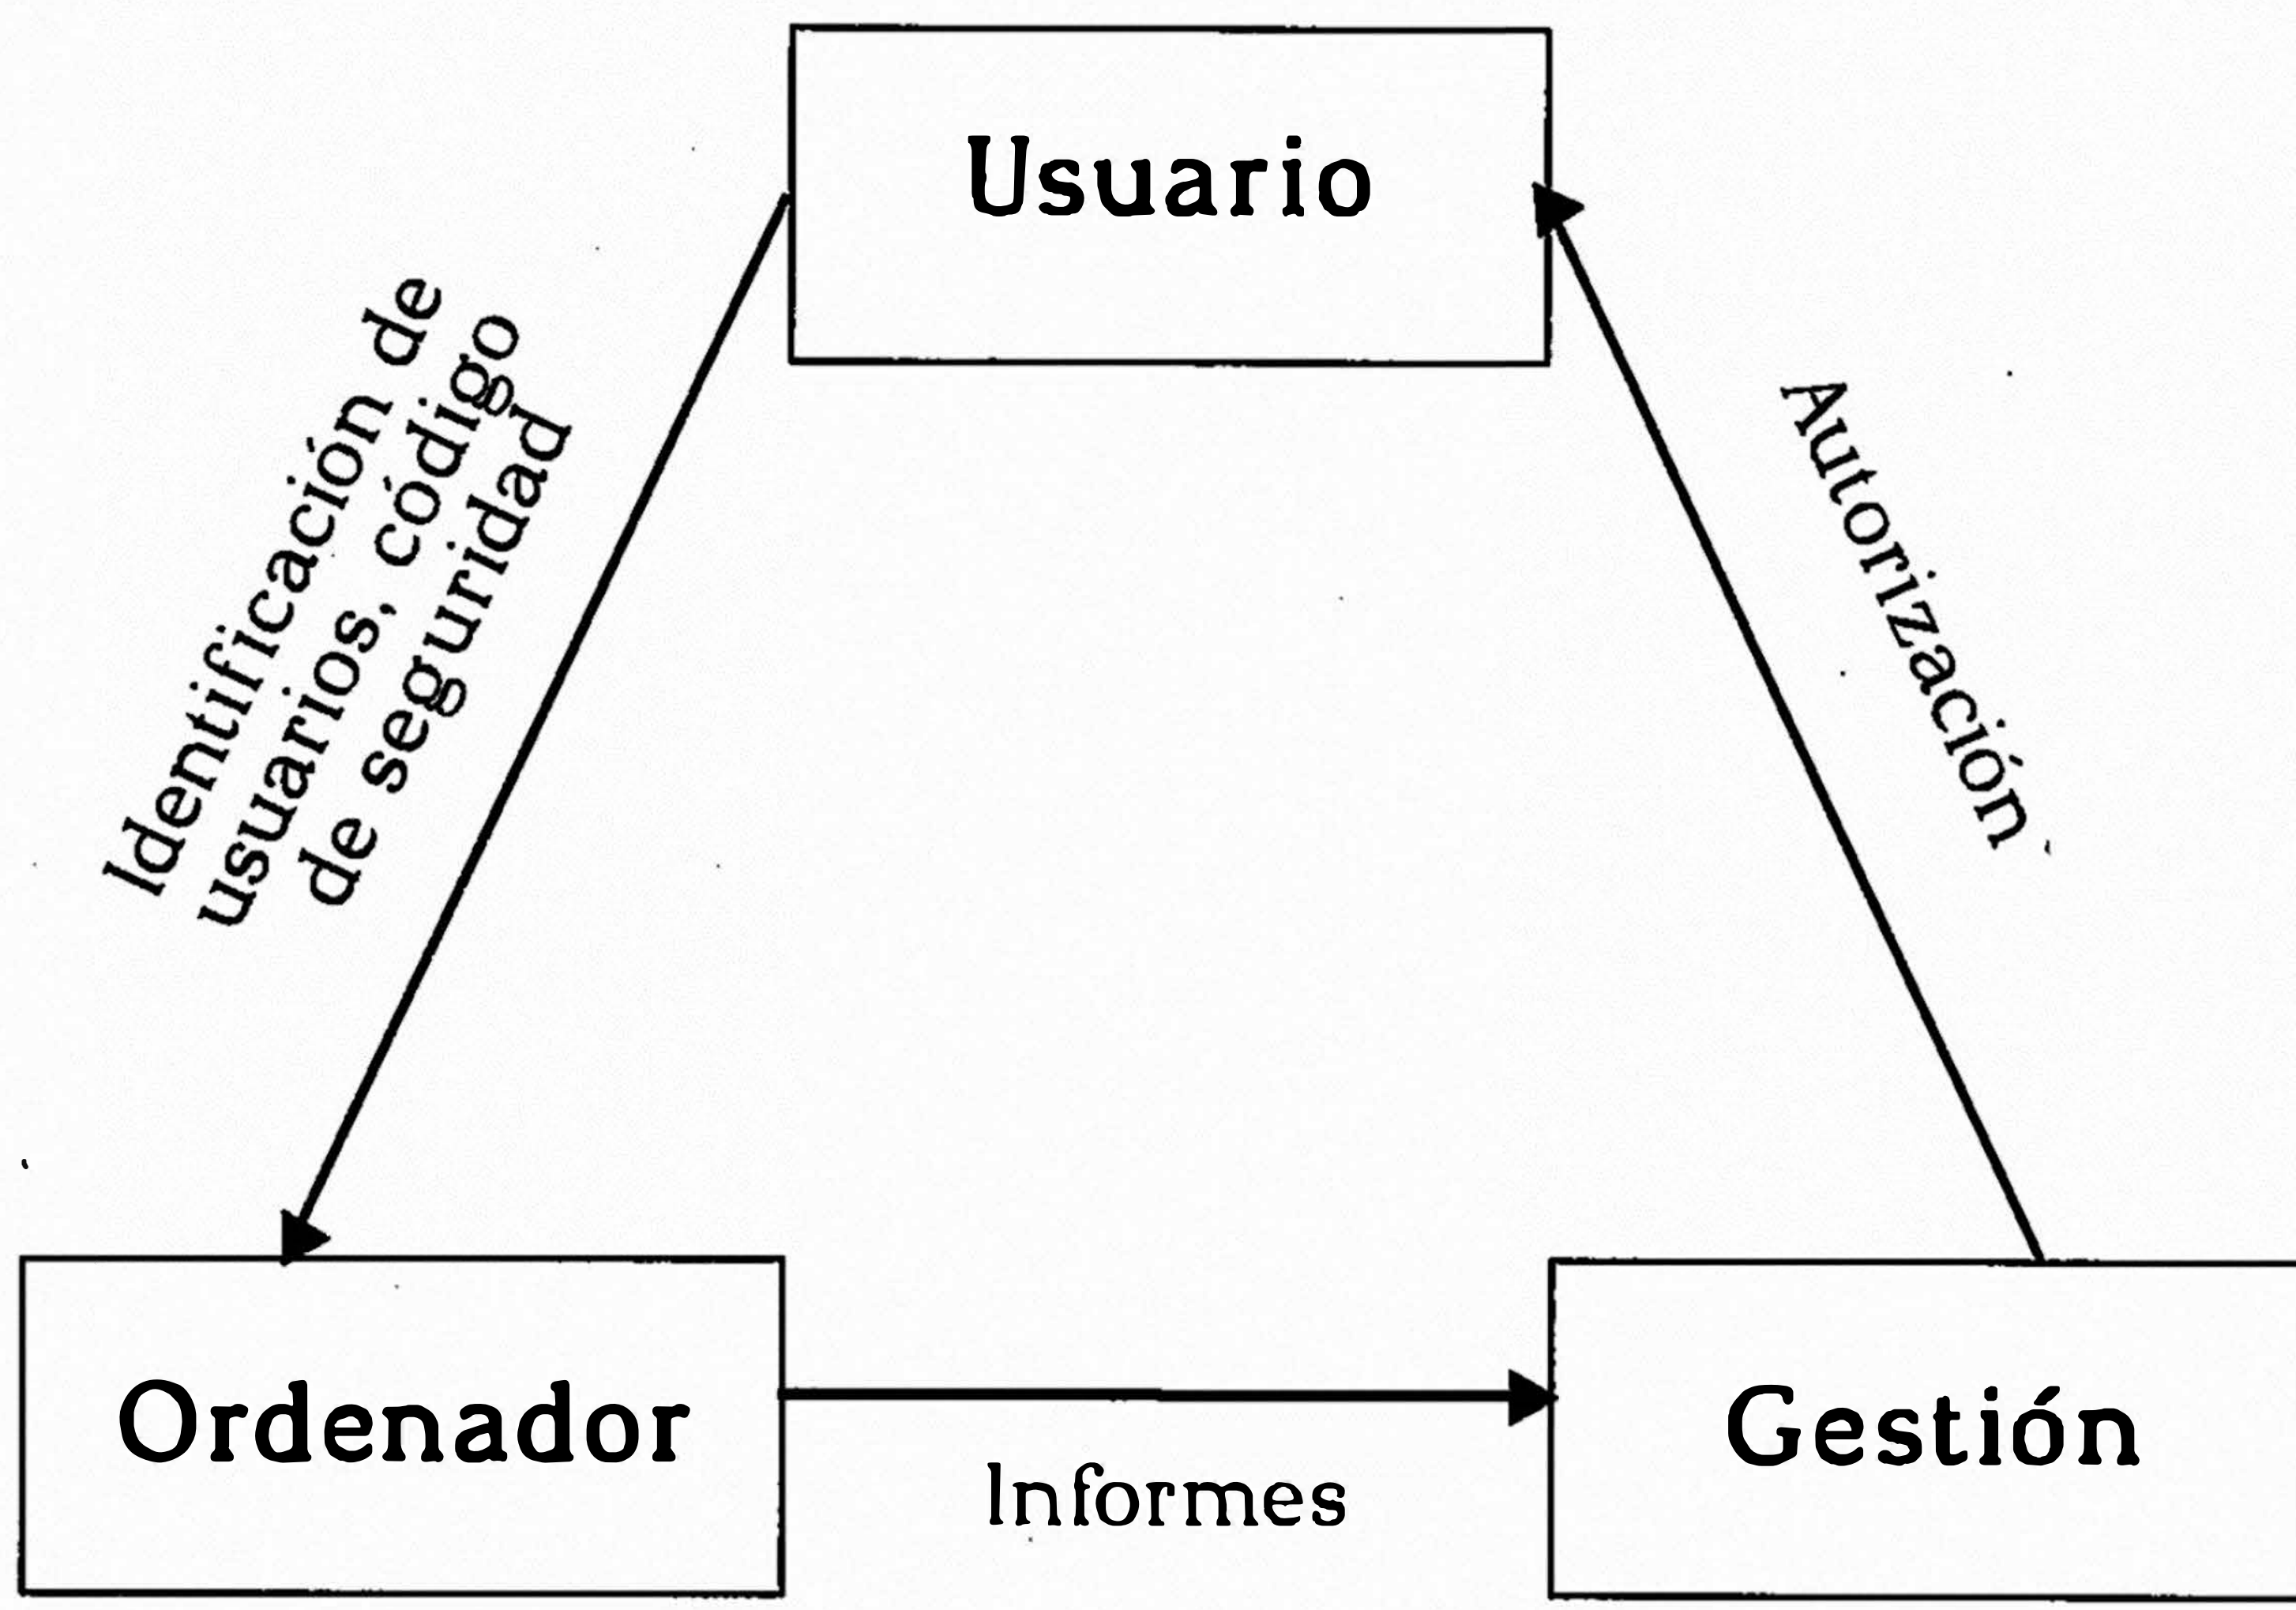 Usuario
Identificación de
usuarios, código
de seguridad
Autorización
Ordenador
Informes
Gestión